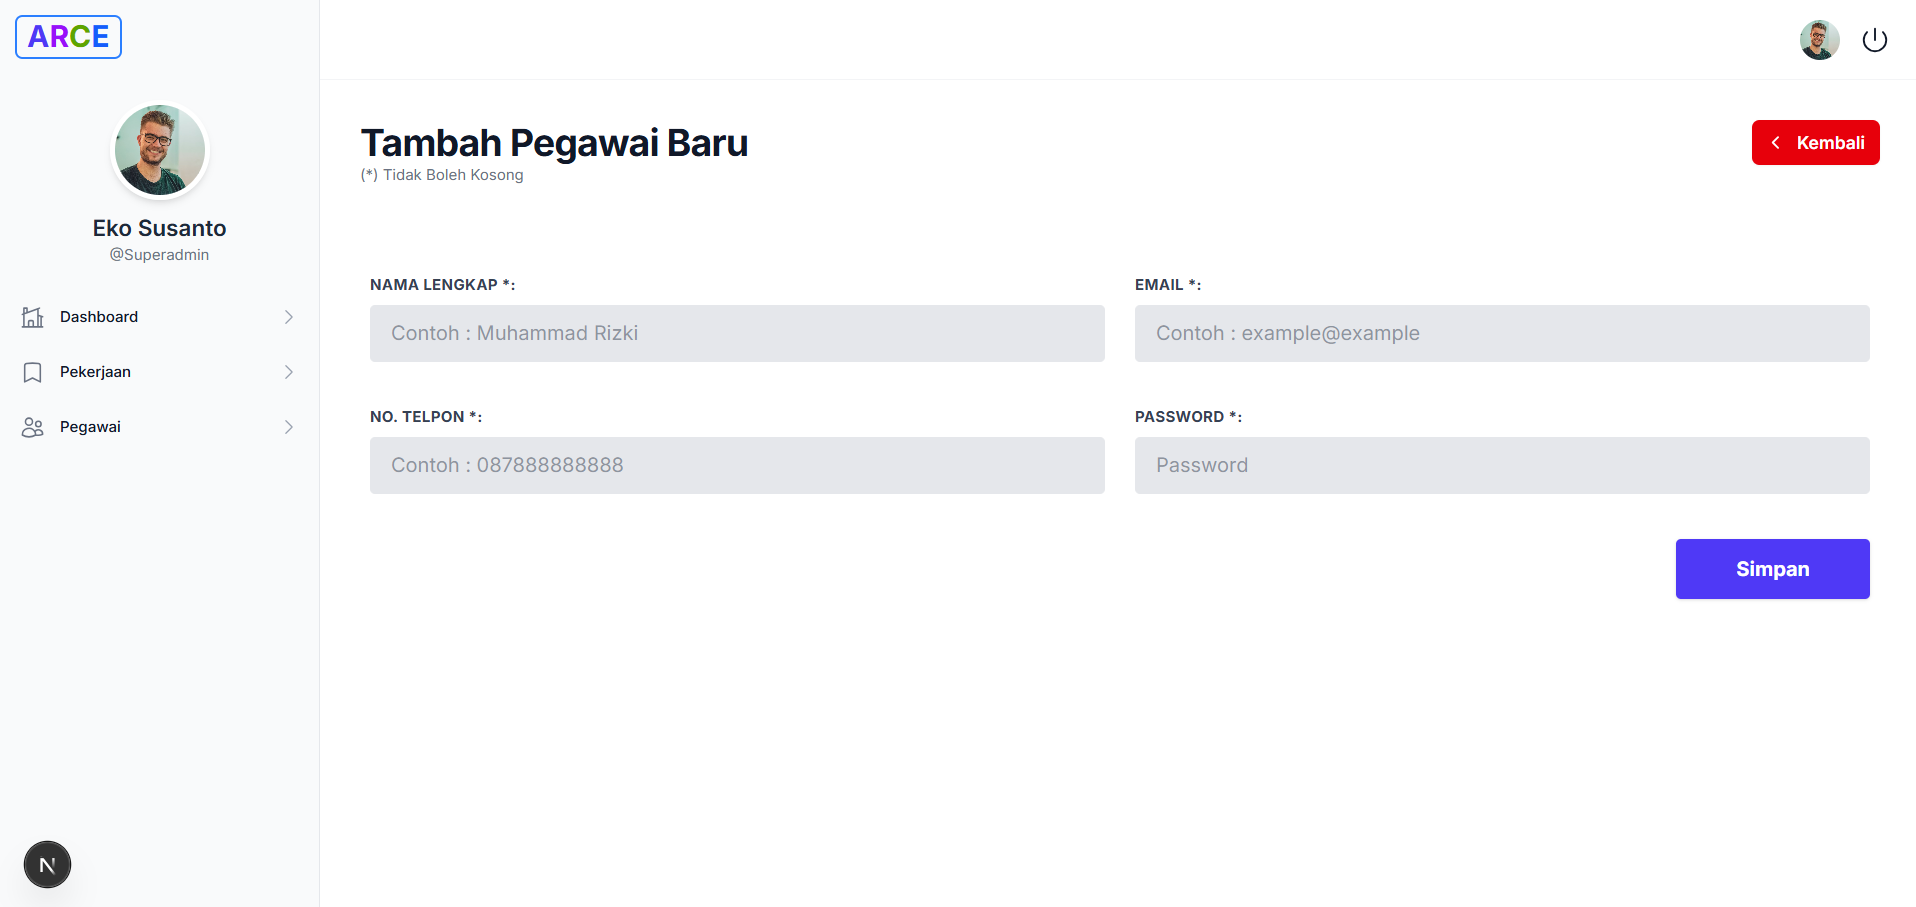 ARCE
Eko Susanto
@Superadmin
Dashboard
Pekerjaan
Pegawai
N
Tambah Pegawai Baru
(*) Tidak Boleh Kosong
Kembali
NAMA LENGKAP *:
Contoh : Muhammad Rizki
EMAIL *:
Contoh : example@example
NO. TELPON *:
Contoh : 087888888888
PASSWORD *:
Password
Simpan